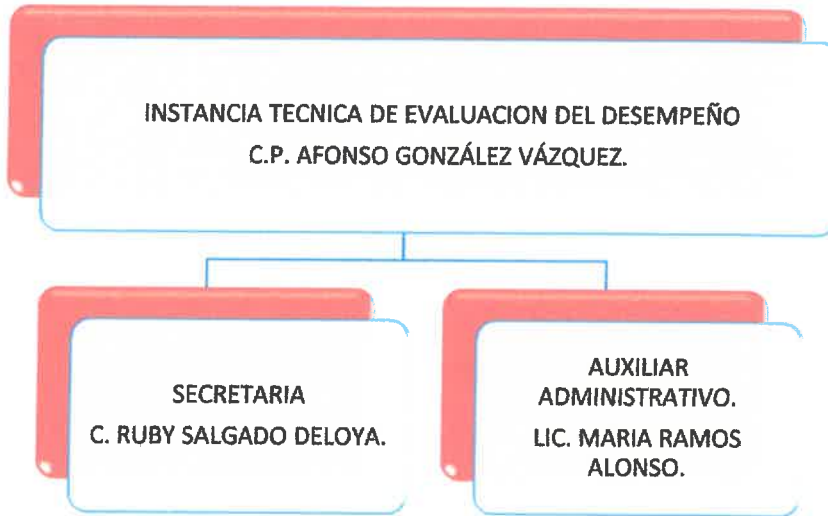 INSTANCIA TECNICA DE EVALUACION DEL DESEMPEÑO
C.P. AFONSO GONZÁLEZ VÁZQUEZ.
SECRETARIA
C. RUBY SALGADO DELOYA.
AUXILIAR
ADMINISTRATIVO.
LIC. MARIA RAMOS
ALONSO.